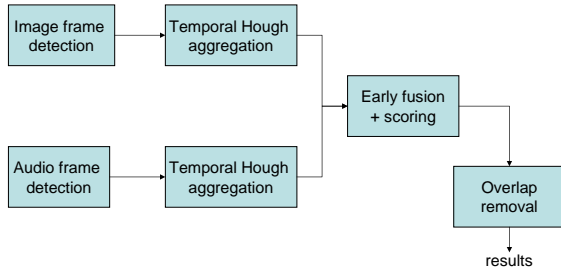 Image frame
detection
Temporal Hough
aggregation
Early fusion
+ scoring
Audio frame
detection
Temporal Hough
aggregation
Overlap
removal
results